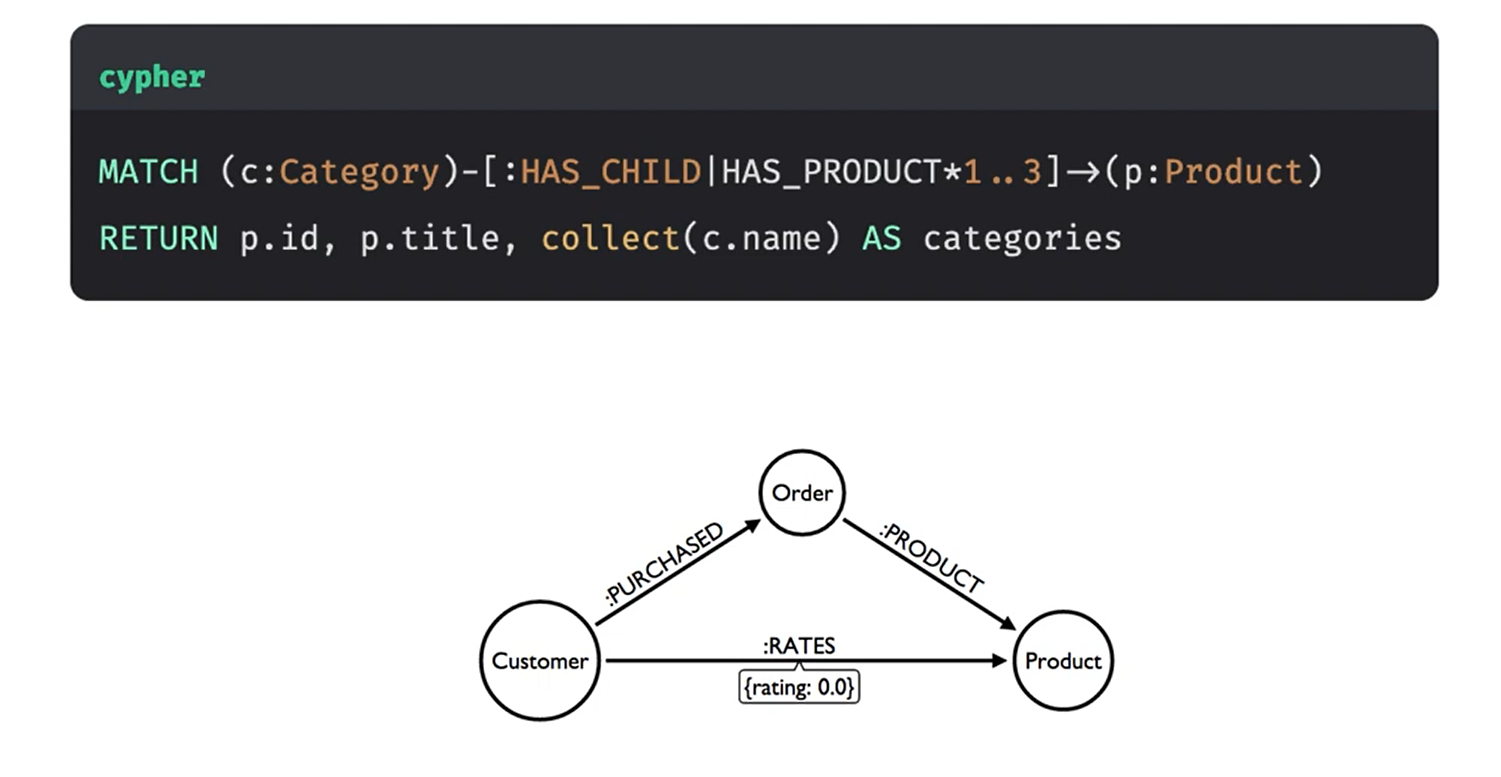 cypher
MATCH (c:Category)-[:HAS_CHILD|HAS_PRODUCT*1..3]->(p:Product)
RETURN p.id, p.title, collect(c.name) AS categories
Order
:PURCHASED
:PRODUCT
:RATES
Customer
Product
{rating: 0.0}